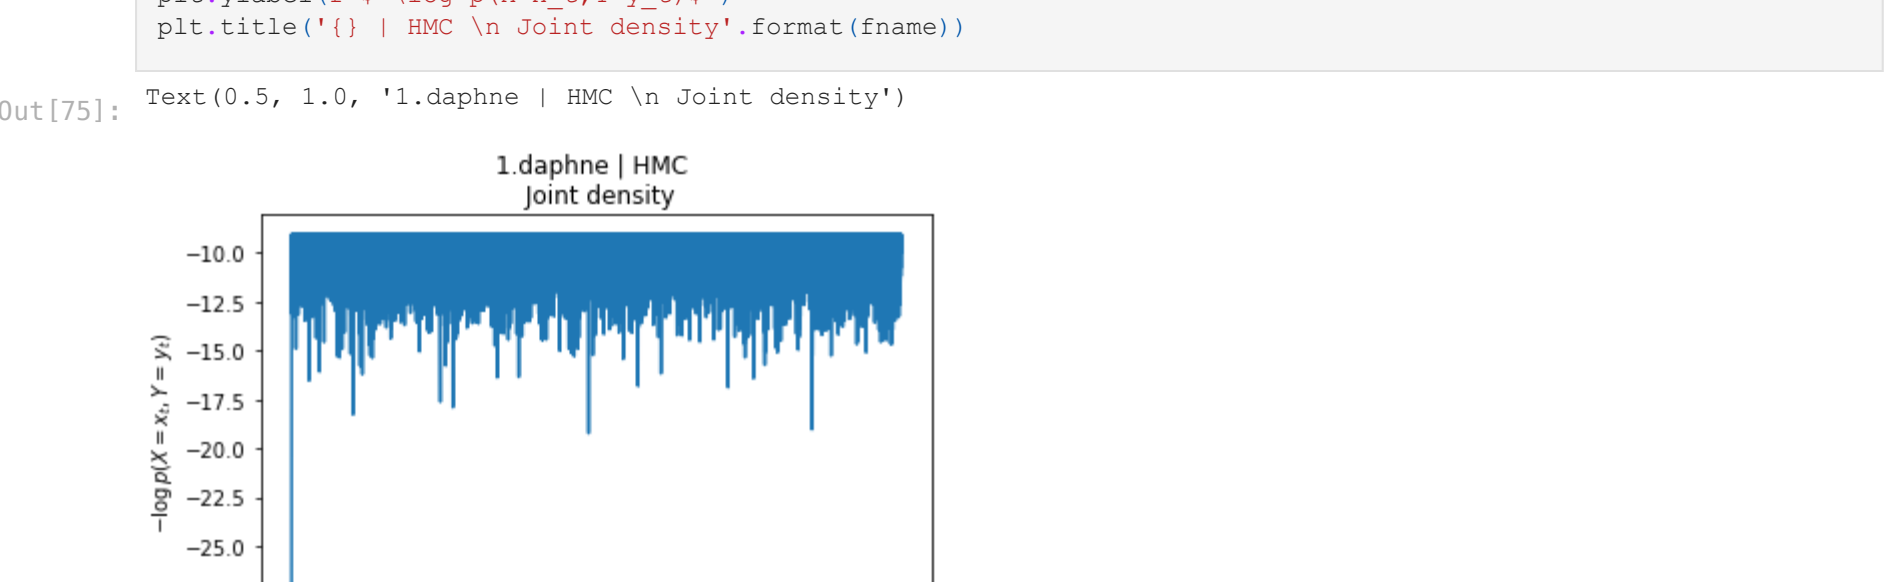 plt.title('{} | HMC \n Joint density'.format(fname))
Out[75]:
Text(0.5, 1.0, '1.daphne | HMC \n Joint density')
1.daphne | HMC
Joint density
−10.0
−12.5
−15.0
−17.5
−20.0
−22.5
−25.0
−log p(X = xₜ, Y = yₜ)